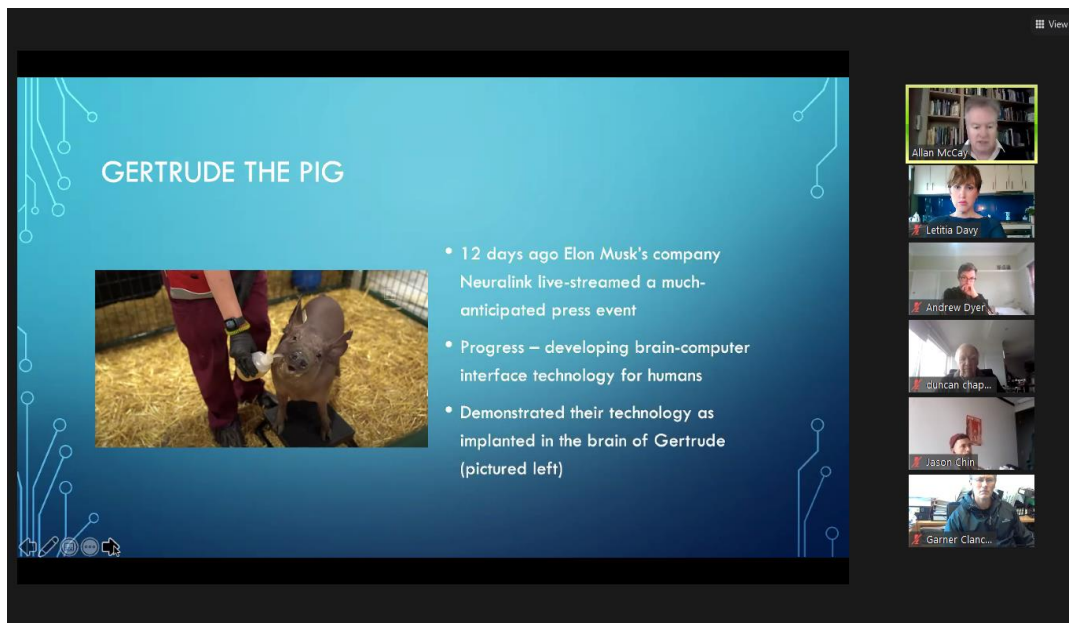 View
GERTRUDE THE PIG
• 12 days ago Elon Musk's company
Neuralink live-streamed a much-
anticipated press event
• Progress – developing brain-computer
interface technology for humans
• Demonstrated their technology as
implanted in the brain of Gertrude
(pictured left)
Allan McCay
Letitia Davy
Andrew Dyer
duncan chap...
Jason Chin
Garner Clanc...